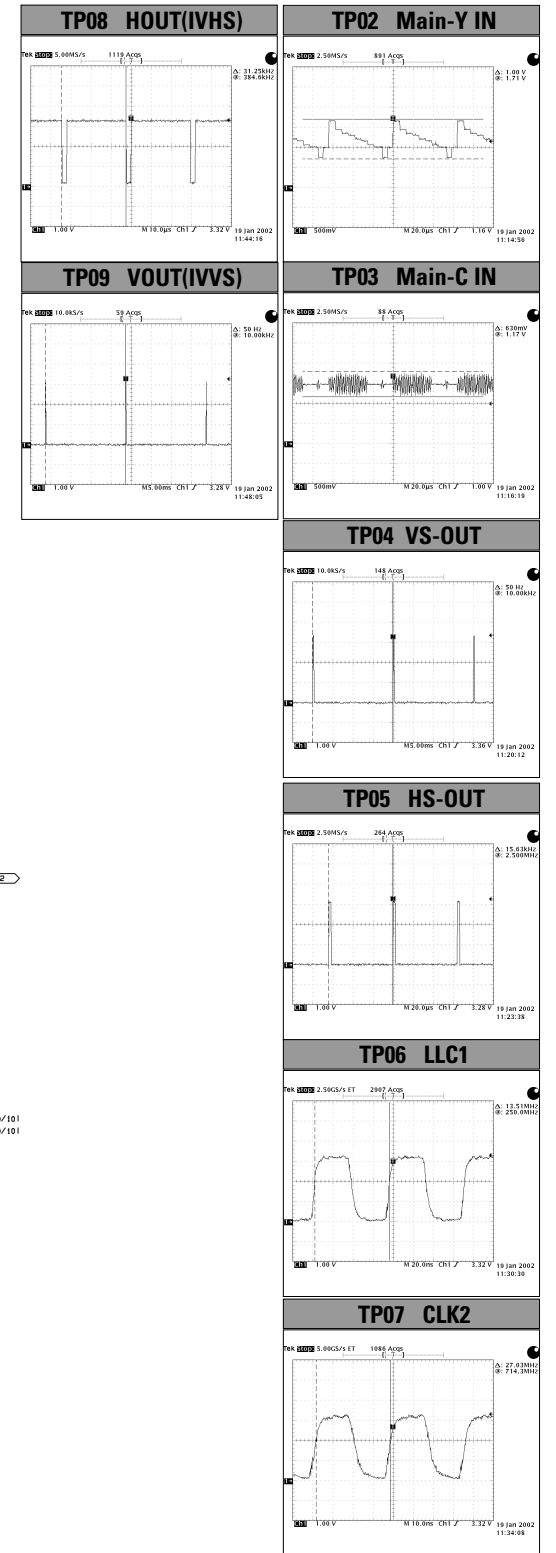 TP08 HOUT(IVHS)
Tek Stop: 5.00MS/s 1119 Acqs
[ T ]
Δ: 31.25kHz
@: 384.6kHz
Ch1 1.00 V M 10.0µs Ch1 ƒ 3.32 V
19 Jan 2002
11:44:16
TP09 VOUT(IVVS)
Tek Stop: 10.0kS/s 59 Acqs
[ T ]
Δ: 50 Hz
@: 10.00kHz
Ch1 1.00 V M 5.00ms Ch1 ƒ 3.28 V
19 Jan 2002
11:48:05
TP02 Main-Y IN
Tek Stop: 2.50MS/s 891 Acqs
[ T ]
Δ: 1.00 V
@: 1.71 V
Ch1 500mV M 20.0µs Ch1 ƒ 1.16 V
19 Jan 2002
11:14:56
TP03 Main-C IN
Tek Stop: 2.50MS/s 88 Acqs
[ T ]
Δ: 630mV
@: 1.17 V
Ch1 500mV M 20.0µs Ch1 ƒ 1.00 V
19 Jan 2002
11:16:19
TP04 VS-OUT
Tek Stop: 10.0kS/s 148 Acqs
[ T ]
Δ: 50 Hz
@: 10.00kHz
Ch1 1.00 V M 5.00ms Ch1 ƒ 3.36 V
19 Jan 2002
11:20:12
TP05 HS-OUT
Tek Stop: 2.50MS/s 264 Acqs
[ T ]
Δ: 15.63kHz
@: 2.500MHz
Ch1 1.00 V M 20.0µs Ch1 ƒ 3.28 V
19 Jan 2002
11:23:38
TP06 LLC1
Tek Stop: 2.50GS/s ET 2907 Acqs
[ T ]
Δ: 13.51MHz
@: 250.0MHz
Ch1 1.00 V M 20.0ns Ch1 ƒ 3.32 V
19 Jan 2002
11:30:30
TP07 CLK2
Tek Stop: 5.00GS/s ET 1086 Acqs
[ T ]
Δ: 27.03MHz
@: 714.3MHz
Ch1 1.00 V M 10.0ns Ch1 ƒ 3.32 V
19 Jan 2002
11:34:08